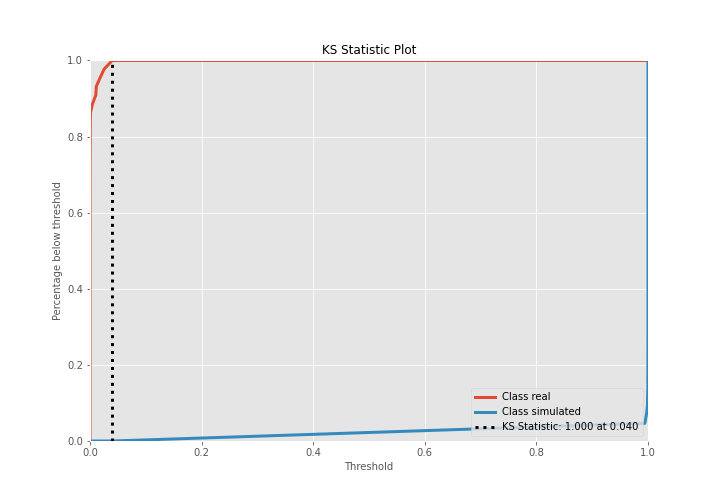 KS Statistic Plot
1.0
0.8
0.6
0.4
0.2
0.0
Percentage below threshold
Class real
Class simulated
KS Statistic: 1.000 at 0.040
0.0 0.2 0.4 0.6 0.8 1.0
Threshold